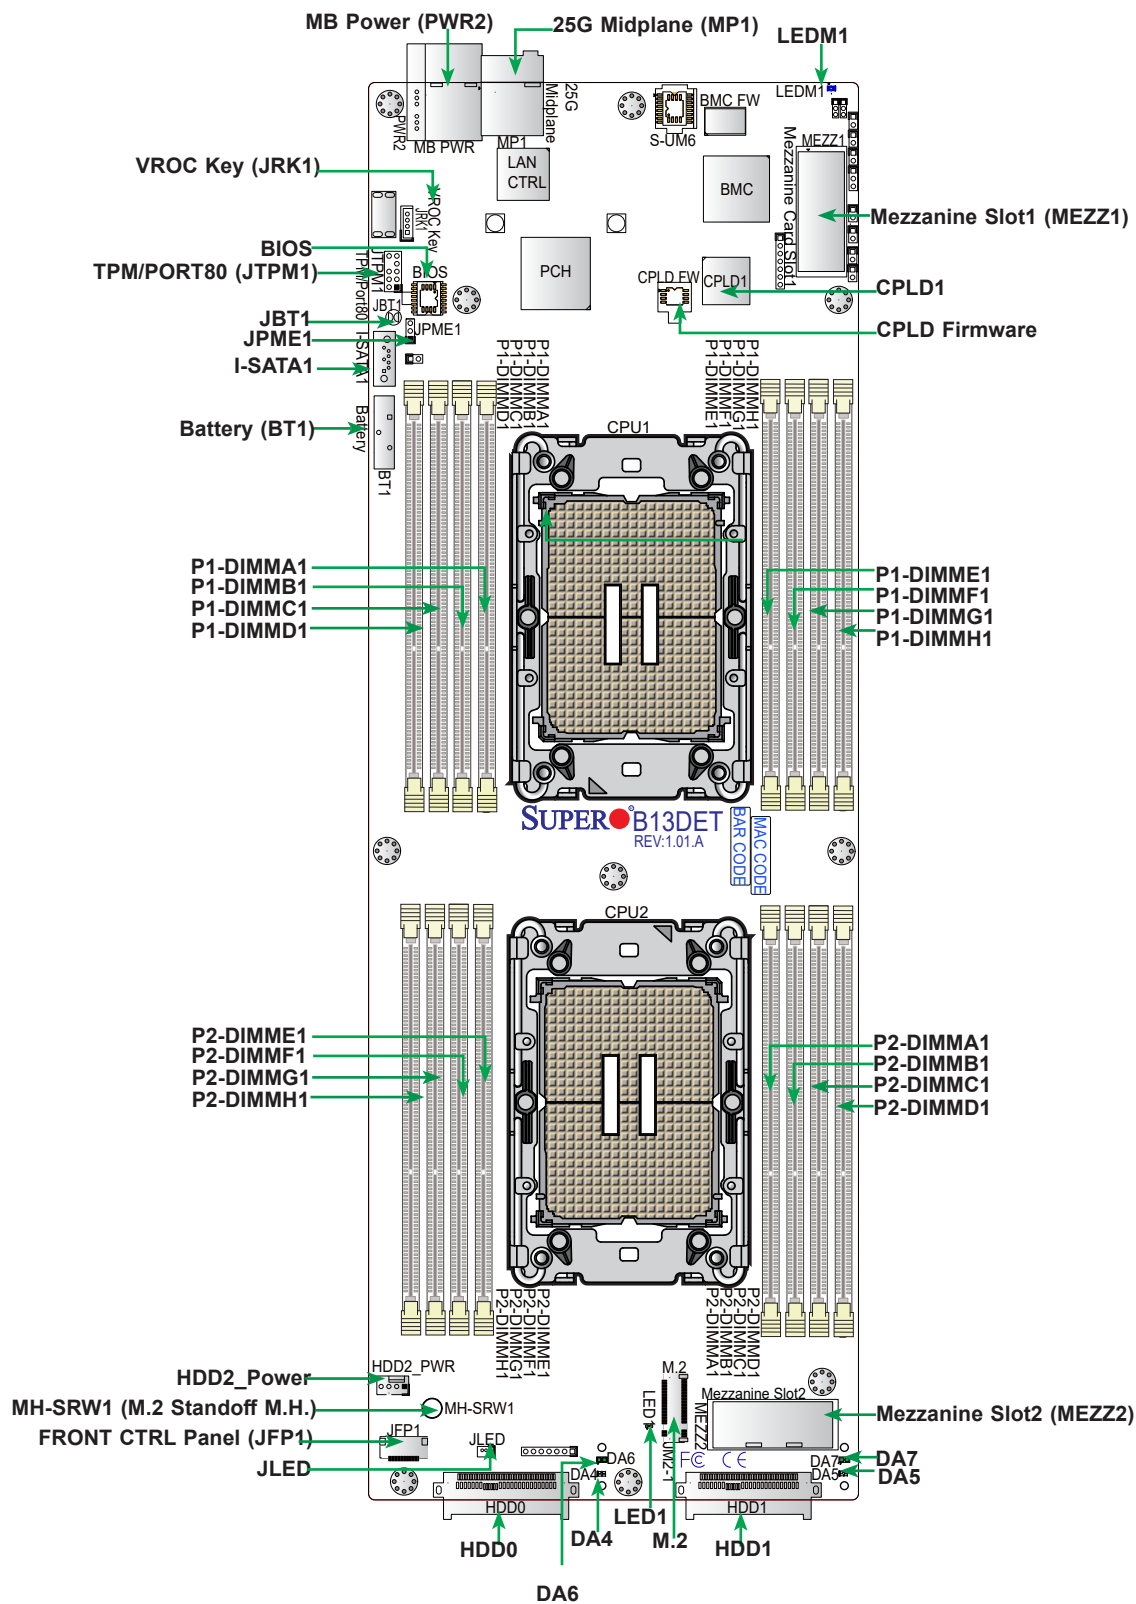 MB Power (PWR2)
25G Midplane (MP1)
LEDM1
LEDM1
25G
Midplane
BMC FW
PWR2
MB PWR
MP1
S-UM6
MEZZ1
LAN
CTRL
BMC
Mezzanine Card Slot1
VROC Key (JRK1)
VROC Key
JRK1
Mezzanine Slot1 (MEZZ1)
BIOS
TPM/PORT80 (JTPM1)
JTPM1
TPM/Port80
BIOS
PCH
CPLD FW
CPLD1
CPLD1
JBT1
JBT1
JPME1
JPME1
CPLD Firmware
I-SATA1
I-SATA1
P1-DIMMA1
P1-DIMMB1
P1-DIMMC1
P1-DIMMD1
P1-DIMMH1
P1-DIMMG1
P1-DIMMF1
P1-DIMME1
Battery (BT1)
Battery
BT1
CPU1
P1-DIMMA1
P1-DIMMB1
P1-DIMMC1
P1-DIMMD1
P1-DIMME1
P1-DIMMF1
P1-DIMMG1
P1-DIMMH1
SUPER
®
B13DET
REV:1.01.A
BAR CODE
MAC CODE
CPU2
P2-DIMME1
P2-DIMMF1
P2-DIMMG1
P2-DIMMH1
P2-DIMMA1
P2-DIMMB1
P2-DIMMC1
P2-DIMMD1
P2-DIMME1
P2-DIMMF1
P2-DIMMG1
P2-DIMMH1
P2-DIMMD1
P2-DIMMC1
P2-DIMMB1
P2-DIMMA1
HDD2_Power
HDD2_PWR
M.2
Mezzanine Slot2
MH-SRW1 (M.2 Standoff M.H.)
MH-SRW1
LED1
MEZZ2
Mezzanine Slot2 (MEZZ2)
FRONT CTRL Panel (JFP1)
JFP1
JLED
JLED
DA6
DA4
JMD2-1
FC CE
DA7
DA5
DA7
DA5
HDD0
HDD1
LED1
DA4
M.2
HDD0
HDD1
DA6